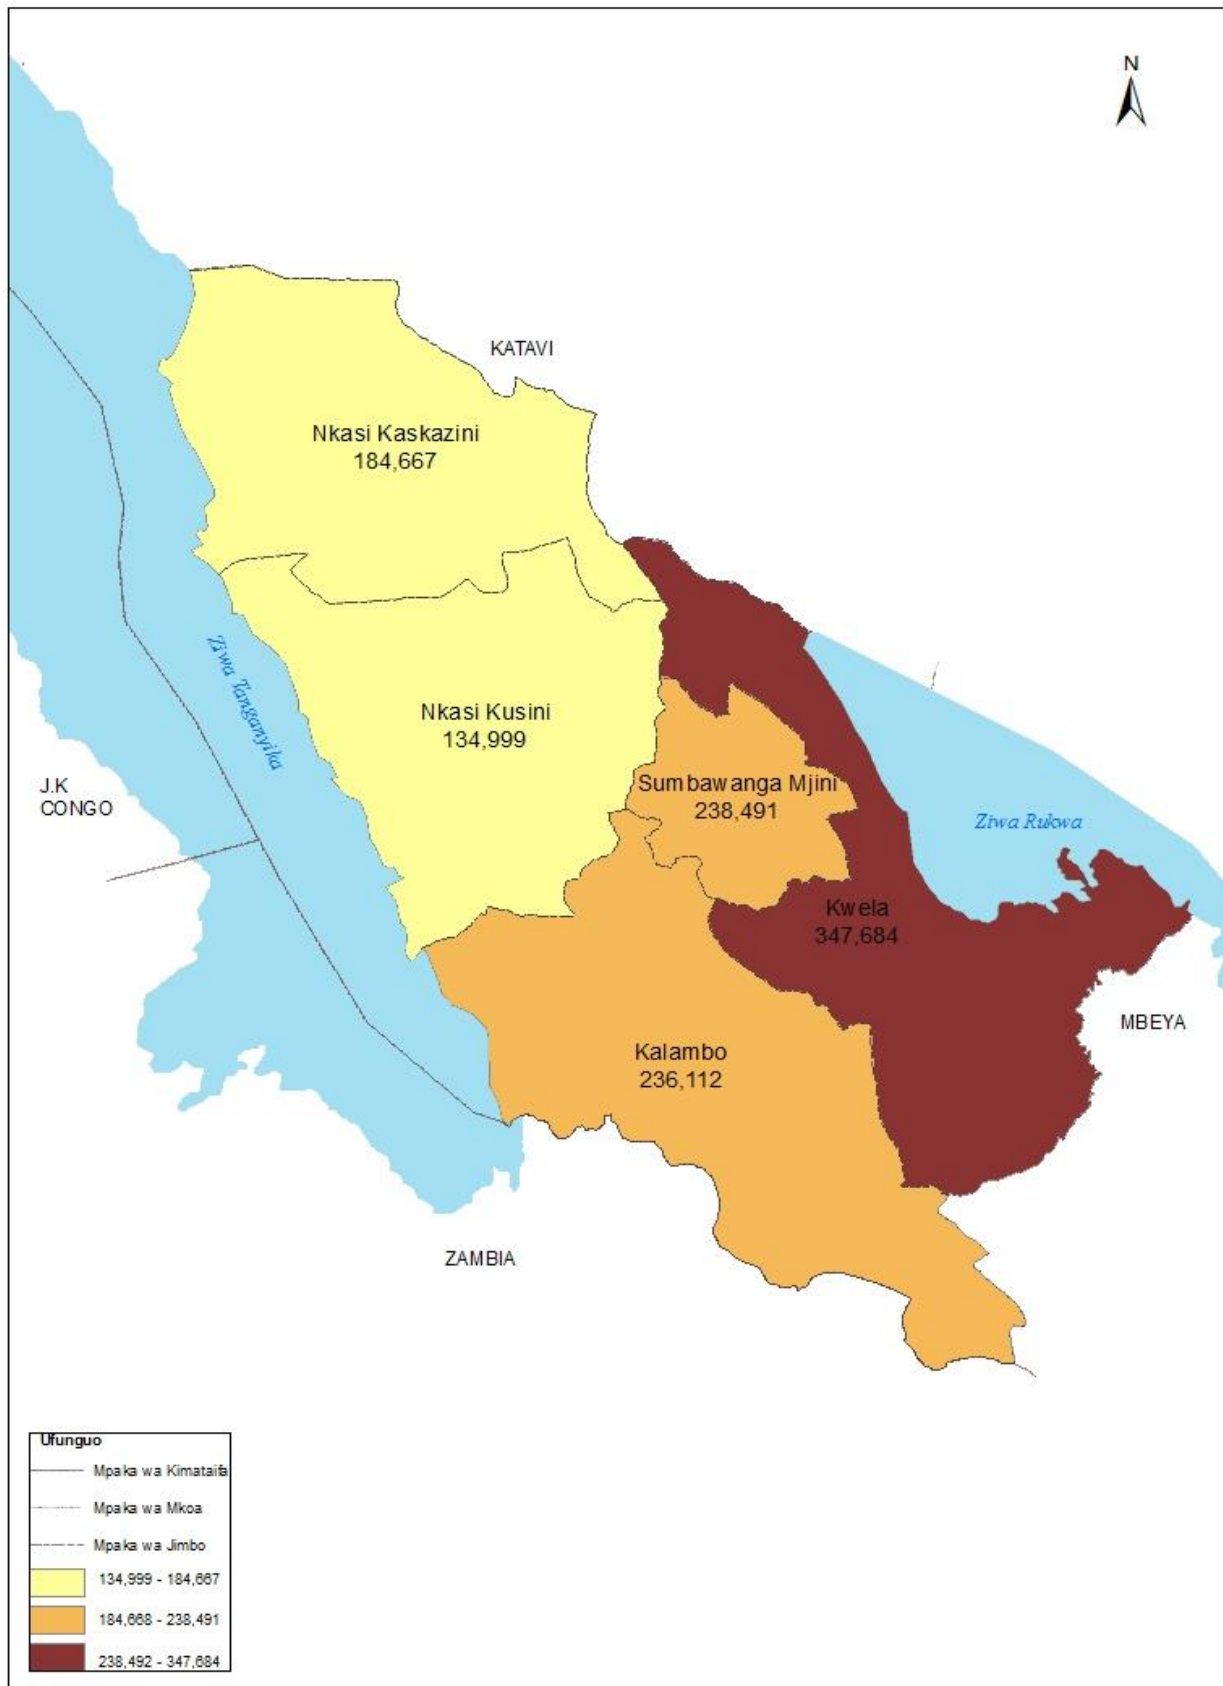 N
KATAVI
Nkasi Kaskazini
184,667
Ziwa Tanganyika
Nkasi Kusini
134,999
J.K
CONGO
Sumbawanga Mjini
238,491
Ziwa Rukwa
Kwela
347,684
MBEYA
Kalambo
236,112
ZAMBIA
Ufunguo
Mpaka wa Kimataifa
Mpaka wa Mkoa
Mpaka wa Jimbo
134,999 - 184,667
184,668 - 238,491
238,492 - 347,684